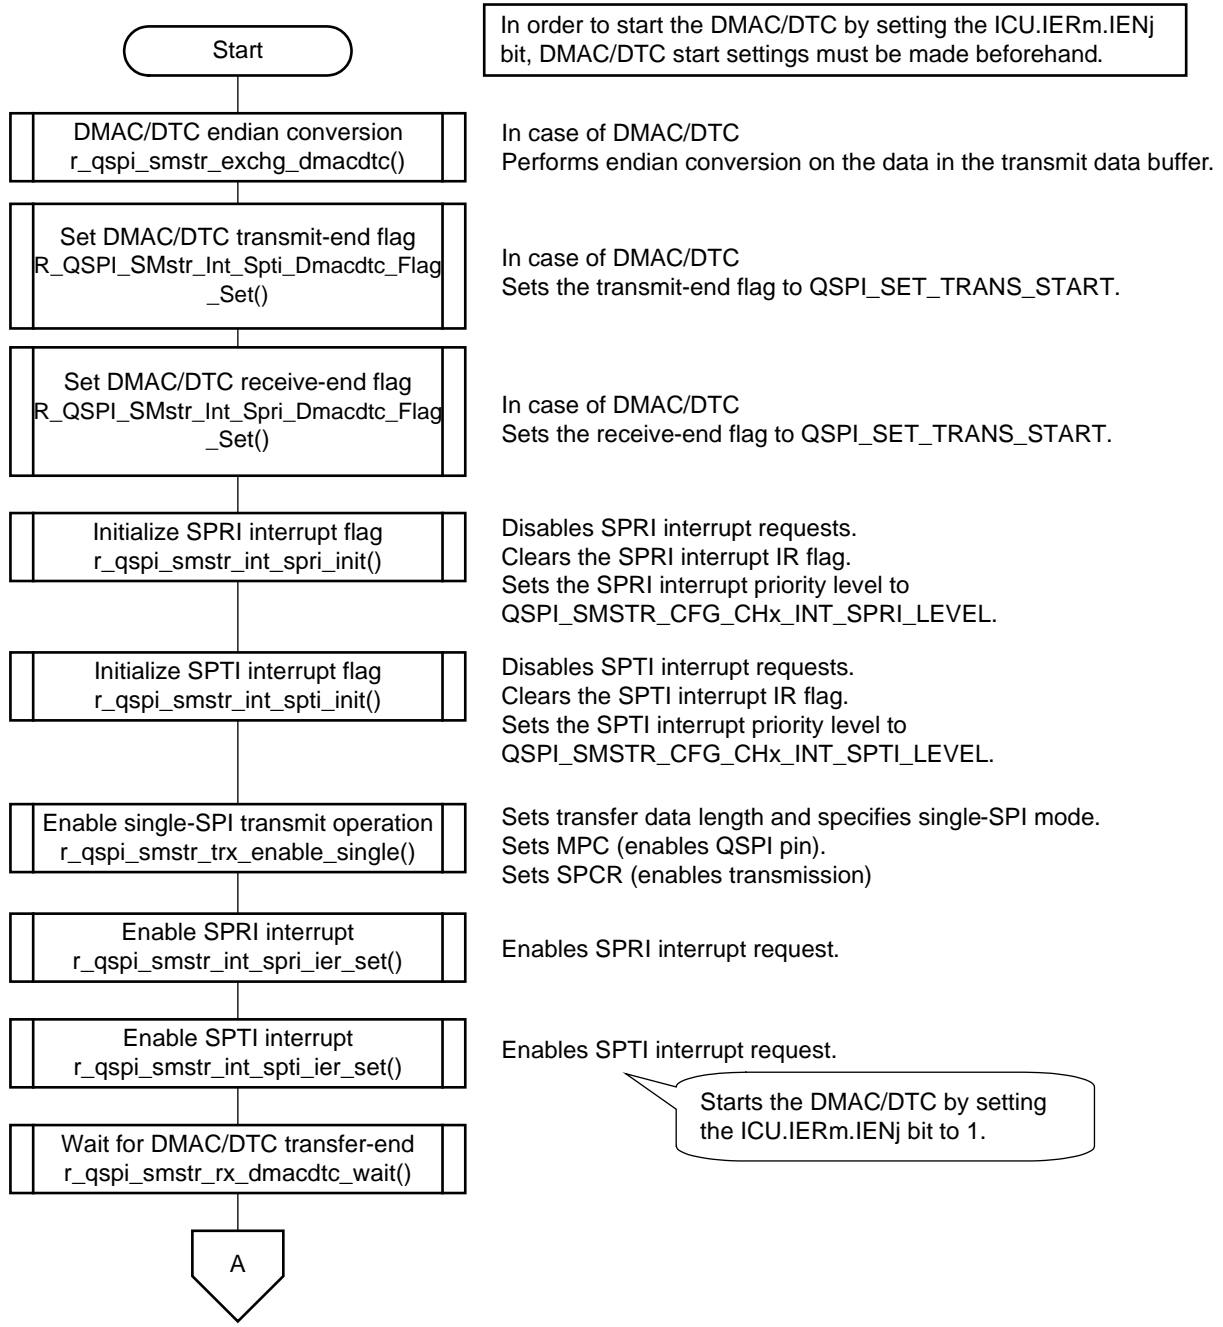 Start
In order to start the DMAC/DTC by setting the ICU.IERm.IENj
bit, DMAC/DTC start settings must be made beforehand.
DMAC/DTC endian conversion
r_qspi_smstr_exchg_dmacdtc()
In case of DMAC/DTC
Performs endian conversion on the data in the transmit data buffer.
Set DMAC/DTC transmit-end flag
R_QSPI_SMstr_Int_Spti_Dmacdtc_Flag
_Set()
In case of DMAC/DTC
Sets the transmit-end flag to QSPI_SET_TRANS_START.
Set DMAC/DTC receive-end flag
R_QSPI_SMstr_Int_Spri_Dmacdtc_Flag
_Set()
In case of DMAC/DTC
Sets the receive-end flag to QSPI_SET_TRANS_START.
Initialize SPRI interrupt flag
r_qspi_smstr_int_spri_init()
Disables SPRI interrupt requests.
Clears the SPRI interrupt IR flag.
Sets the SPRI interrupt priority level to
QSPI_SMSTR_CFG_CHx_INT_SPRI_LEVEL.
Initialize SPTI interrupt flag
r_qspi_smstr_int_spti_init()
Disables SPTI interrupt requests.
Clears the SPTI interrupt IR flag.
Sets the SPTI interrupt priority level to
QSPI_SMSTR_CFG_CHx_INT_SPTI_LEVEL.
Enable single-SPI transmit operation
r_qspi_smstr_trx_enable_single()
Sets transfer data length and specifies single-SPI mode.
Sets MPC (enables QSPI pin).
Sets SPCR (enables transmission)
Enable SPRI interrupt
r_qspi_smstr_int_spri_ier_set()
Enables SPRI interrupt request.
Enable SPTI interrupt
r_qspi_smstr_int_spti_ier_set()
Enables SPTI interrupt request.
Starts the DMAC/DTC by setting
the ICU.IERm.IENj bit to 1.
Wait for DMAC/DTC transfer-end
r_qspi_smstr_rx_dmacdtc_wait()
A